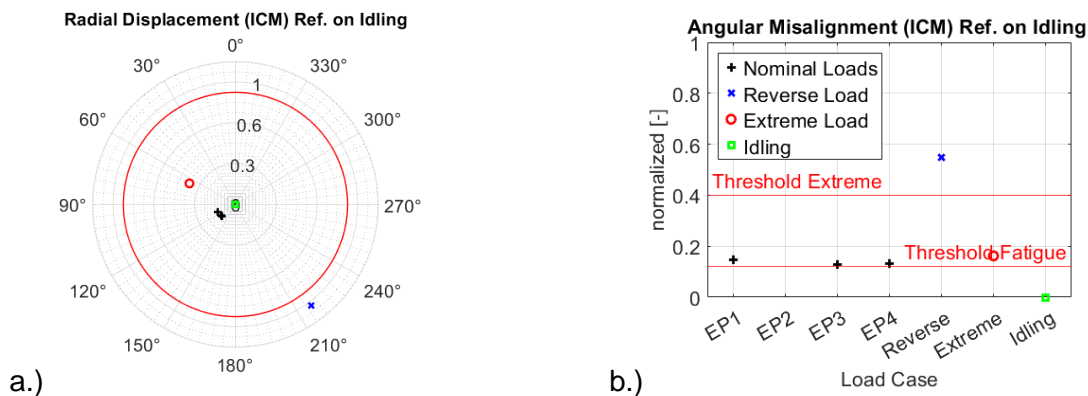 Radial Displacement (ICM) Ref. on Idling
0°
30°
330°
60°
300°
90°
270°
120°
240°
150°
210°
180°
1
0.6
0.3
0
a.)
Angular Misalignment (ICM) Ref. on Idling
1
0.8
0.6
0.4
0.2
0
normalized [-]
Nominal Loads
Reverse Load
Extreme Load
Idling
Threshold Extreme
Threshold Fatigue
EP1
EP2
EP3
EP4
Reverse
Extreme
Idling
Load Case
b.)